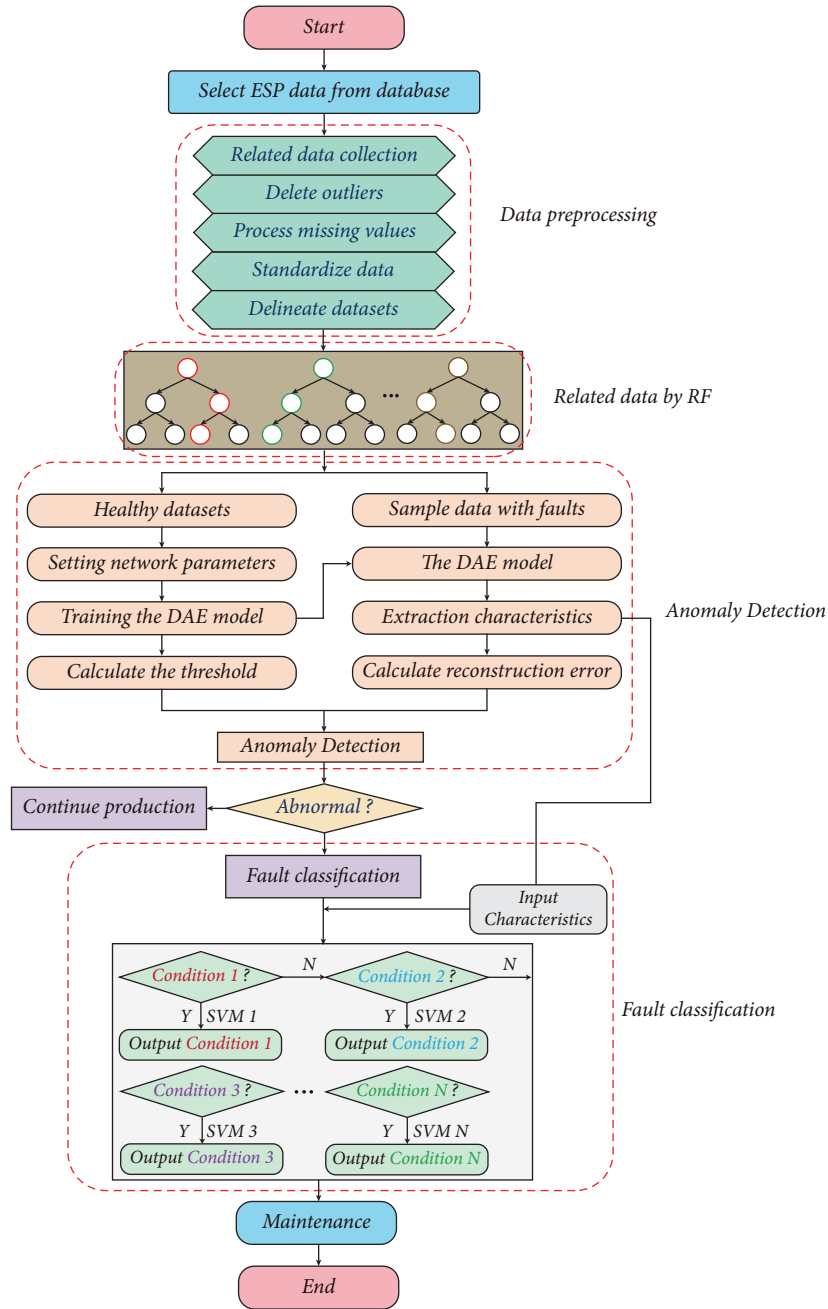 Start
Select ESP data from database
Related data collection
Delete outliers
Process missing values
Standardize data
Delineate datasets
Data preprocessing
...
Related data by RF
Healthy datasets
Sample data with faults
Setting network parameters
The DAE model
Training the DAE model
Extraction characteristics
Anomaly Detection
Calculate the threshold
Calculate reconstruction error
Anomaly Detection
Continue production
Abnormal ?
Fault classification
Input
Characteristics
Condition 1 ?
N
Condition 2 ?
N
Y SVM 1
Y SVM 2
Fault classification
Output Condition 1
Output Condition 2
Condition 3 ?
...
Condition N ?
Y SVM 3
Y SVM N
Output Condition 3
Output Condition N
Maintenance
End